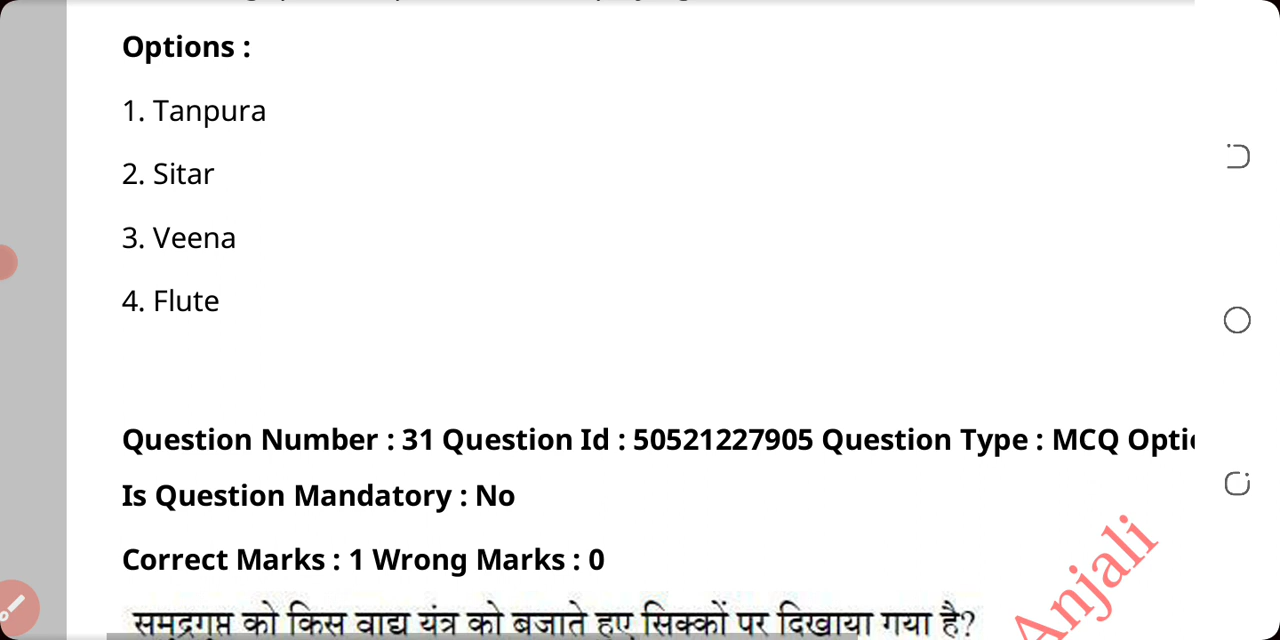 Options :
1. Tanpura
2. Sitar
3. Veena
4. Flute
Question Number : 31 Question Id : 50521227905 Question Type : MCQ
Is Question Mandatory : No
Correct Marks : 1 Wrong Marks : 0
Anjali
समुद्रगुप्त को किस वाद्य यंत्र को बजाते हुए सिक्कों पर दिखाया गया है?